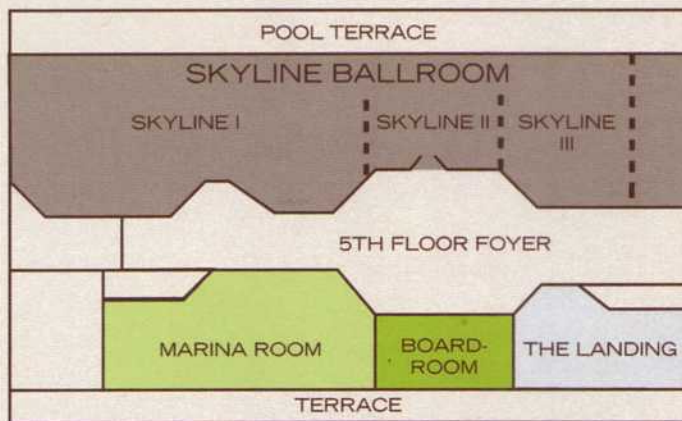 POOL TERRACE
SKYLINE BALLROOM
SKYLINE I
SKYLINE II
SKYLINE
III
5TH FLOOR FOYER
MARINA ROOM
BOARD-
ROOM
THE LANDING
TERRACE